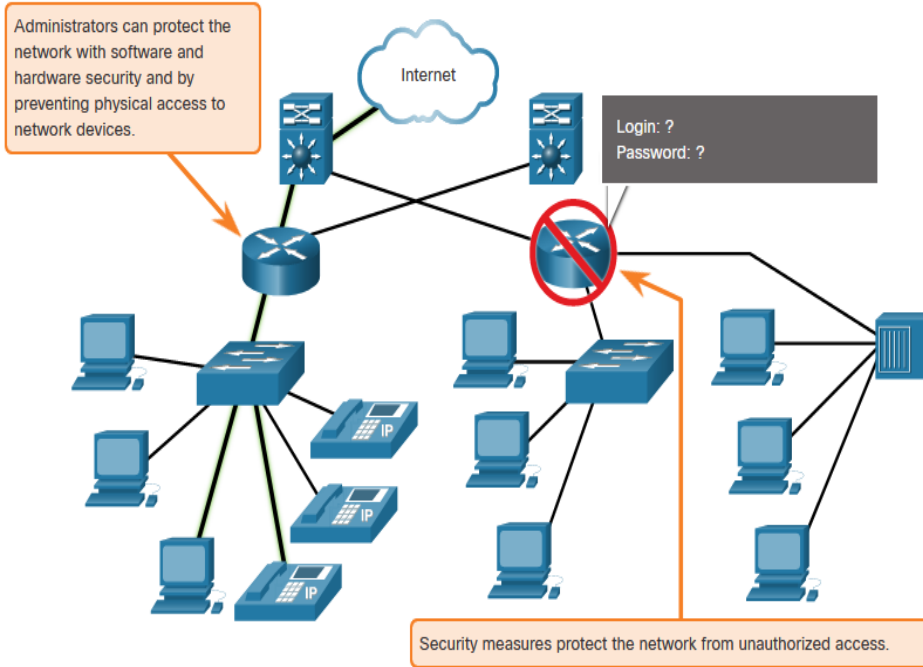 Administrators can protect the
network with software and
hardware security and by
preventing physical access to
network devices.
Internet
Login: ?
Password: ?
IP
IP
IP
Security measures protect the network from unauthorized access.